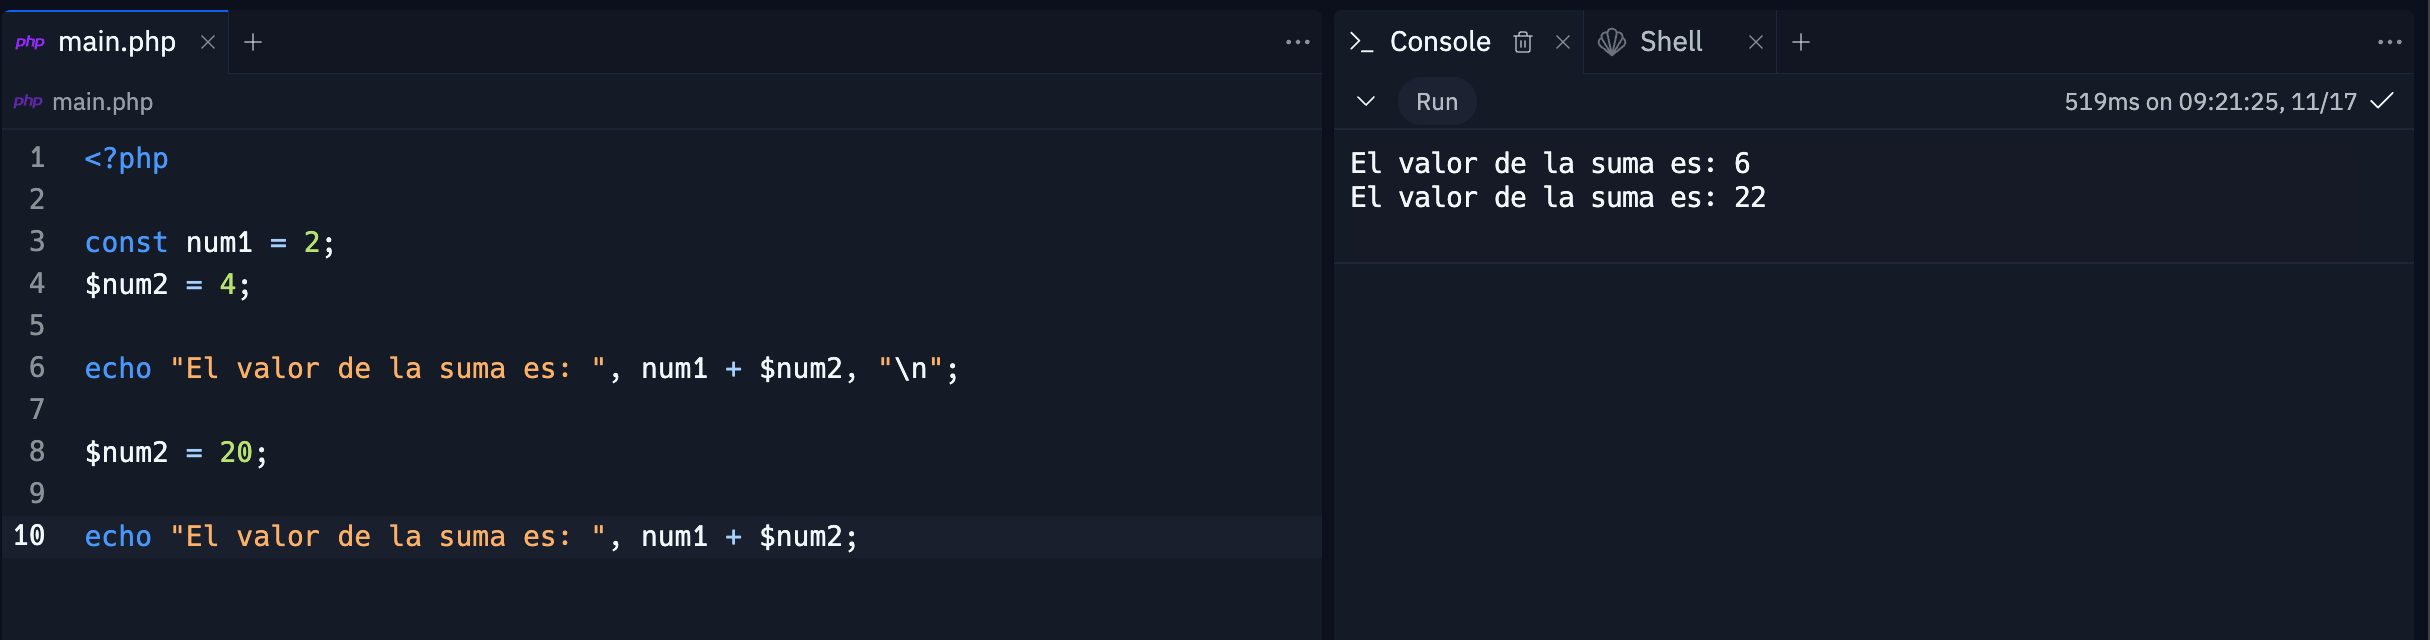 php main.php
php main.php
1 <?php
2
3 const num1 = 2;
4 $num2 = 4;
5
6 echo "El valor de la suma es: ", num1 + $num2, "\n";
7
8 $num2 = 20;
9
10 echo "El valor de la suma es: ", num1 + $num2;
Console Shell
Run 519ms on 09:21:25, 11/17
El valor de la suma es: 6
El valor de la suma es: 22